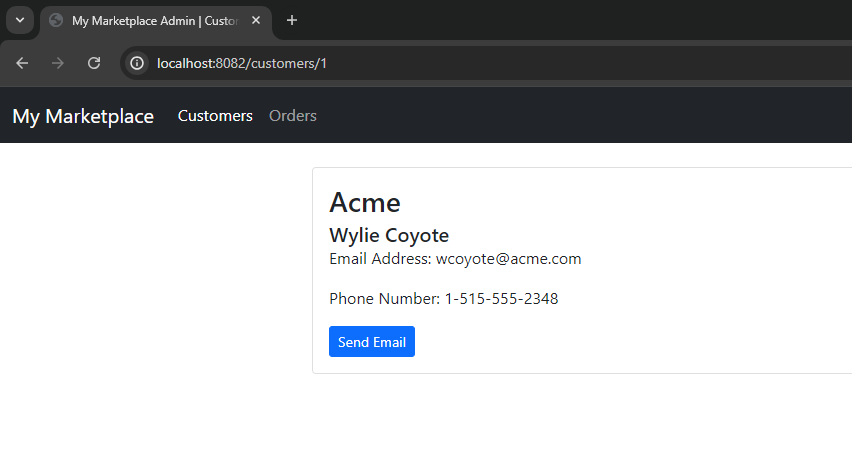 My Marketplace Admin | Custo
localhost:8082/customers/1
My Marketplace Customers Orders
Acme
Wylie Coyote
Email Address: wcoyote@acme.com
Phone Number: 1-515-555-2348
Send Email